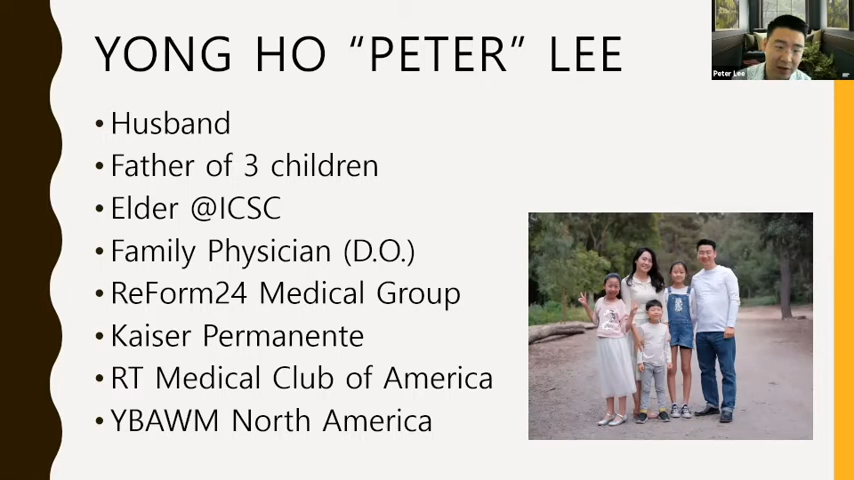 YONG HO “PETER” LEE
Peter Lee
• Husband
• Father of 3 children
• Elder @ICSC
• Family Physician (D.O.)
• ReForm24 Medical Group
• Kaiser Permanente
• RT Medical Club of America
• YBAWM North America